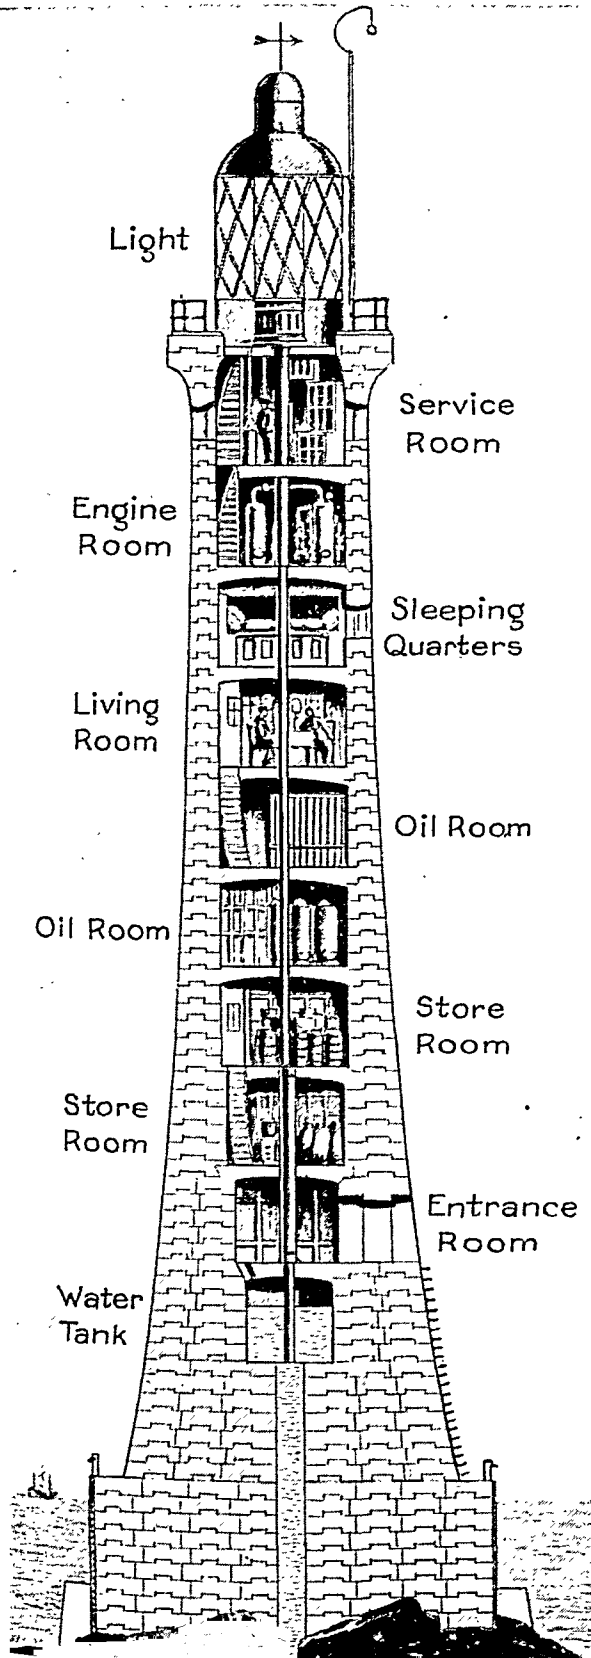 Light
Service
Room
Engine
Room
Sleeping
Quarters
Living
Room
Oil Room
Oil Room
Store
Room
Store
Room
Entrance
Room
Water
Tank